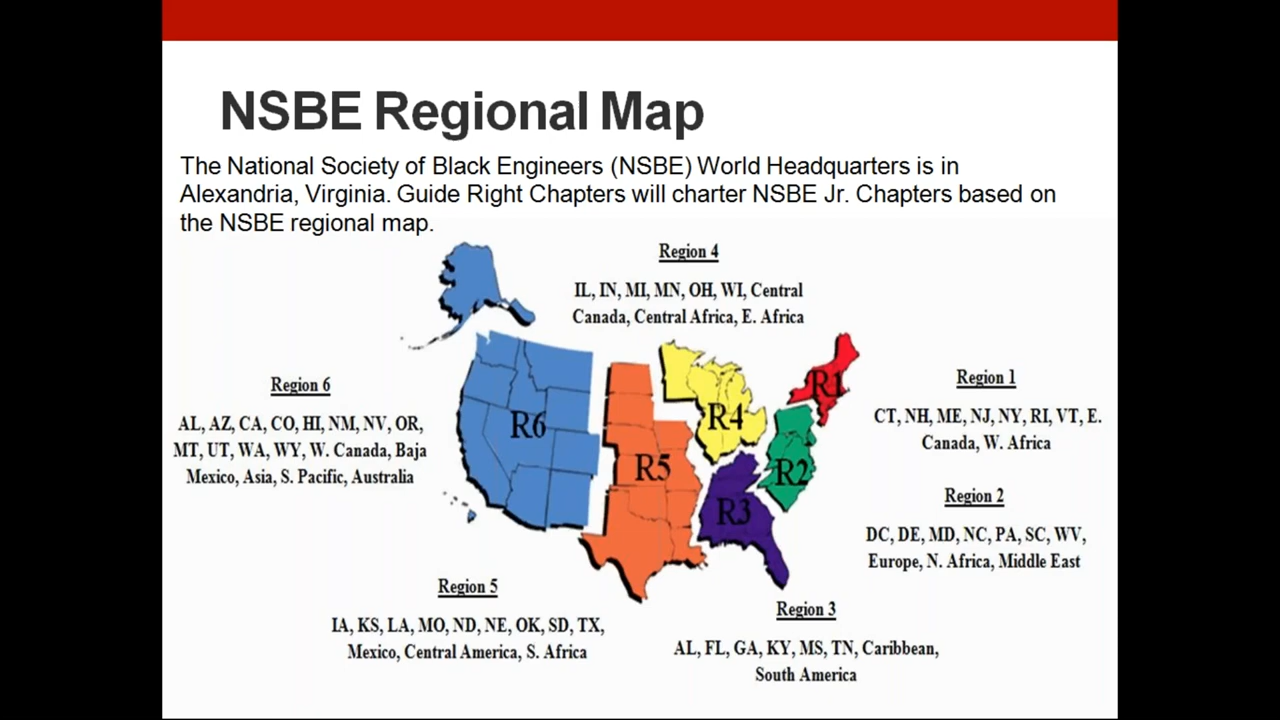 NSBE Regional Map
The National Society of Black Engineers (NSBE) World Headquarters is in
Alexandria, Virginia. Guide Right Chapters will charter NSBE Jr. Chapters based on
the NSBE regional map.
Region 4
IL, IN, MI, MN, OH, WI, Central
Canada, Central Africa, E. Africa
Region 6
AL, AZ, CA, CO, HI, NM, NV, OR,
MT, UT, WA, WY, W. Canada, Baja
Mexico, Asia, S. Pacific, Australia
R6
R5
R4
R3
R2
R1
Region 1
CT, NH, ME, NJ, NY, RI, VT, E.
Canada, W. Africa
Region 2
DC, DE, MD, NC, PA, SC, WV,
Europe, N. Africa, Middle East
Region 5
IA, KS, LA, MO, ND, NE, OK, SD, TX,
Mexico, Central America, S. Africa
Region 3
AL, FL, GA, KY, MS, TN, Caribbean,
South America